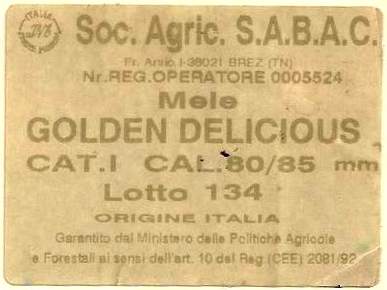 Soc. Agric. S.A.B.A.C.
Fr. Arsio I-38021 BREZ (TN)
Nr.REG.OPERATORE 0005524
Mele
GOLDEN DELICIOUS
CAT.I CAL.80/85 mm
Lotto 134
ORIGINE ITALIA
Garantito dal Ministero delle Politiche Agricole
e Forestali ai sensi dell'art. 10 del Reg (CEE) 2081/92
ITALIA